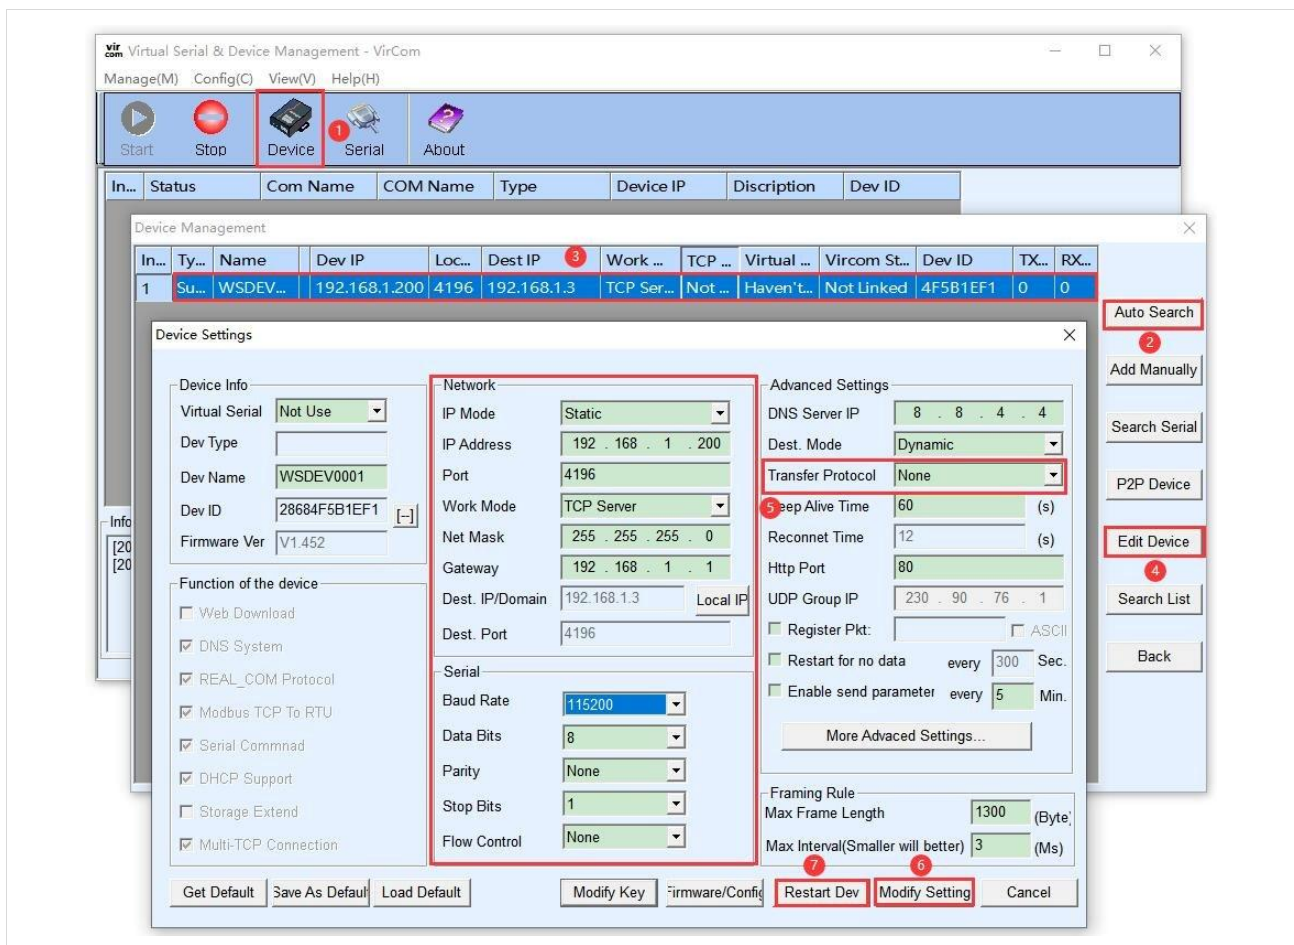 vir com Virtual Serial & Device Management - VirCom
Manage(M) Config(C) View(V) Help(H)
Start Stop Device 1 Serial About
In... Status Com Name COM Name Type Device IP Discription Dev ID
Device Management
In... Ty... Name Dev IP Loc... Dest IP 3 Work ... TCP ... Virtual ... Vircom St... Dev ID TX... RX...
1 Su... WSDEV... 192.168.1.200 4196 192.168.1.3 TCP Ser... Not ... Haven't... Not Linked 4F5B1EF1 0 0
Auto Search
2
Add Manually
Search Serial
P2P Device
Edit Device
4
Search List
Back
Info
[20
[20
Device Settings
Device Info
Virtual Serial Not Use
Dev Type
Dev Name WSDEV0001
Dev ID 28684F5B1EF1 [--]
Firmware Ver V1.452
Function of the device
Web Download
DNS System
REAL_COM Protocol
Modbus TCP To RTU
Serial Commnad
DHCP Support
Storage Extend
Multi-TCP Connection
Network
IP Mode Static
IP Address 192 . 168 . 1 . 200
Port 4196
Work Mode TCP Server
Net Mask 255 . 255 . 255 . 0
Gateway 192 . 168 . 1 . 1
Dest. IP/Domain 192.168.1.3 Local IP
Dest. Port 4196
Serial
Baud Rate 115200
Data Bits 8
Parity None
Stop Bits 1
Flow Control None
Advanced Settings
DNS Server IP 8 . 8 . 4 . 4
Dest. Mode Dynamic
Transfer Protocol None
5 eep Alive Time 60 (s)
Reconnet Time 12 (s)
Http Port 80
UDP Group IP 230 . 90 . 76 . 1
Register Pkt: ASCII
Restart for no data every 300 Sec.
Enable send parameter every 5 Min.
More Advaced Settings...
Framing Rule
Max Frame Length 1300 (Byte)
Max Interval(Smaller will better) 3 (Ms)
7 6
Get Default Save As Defaul Load Default Modify Key Firmware/Config Restart Dev Modify Setting Cancel